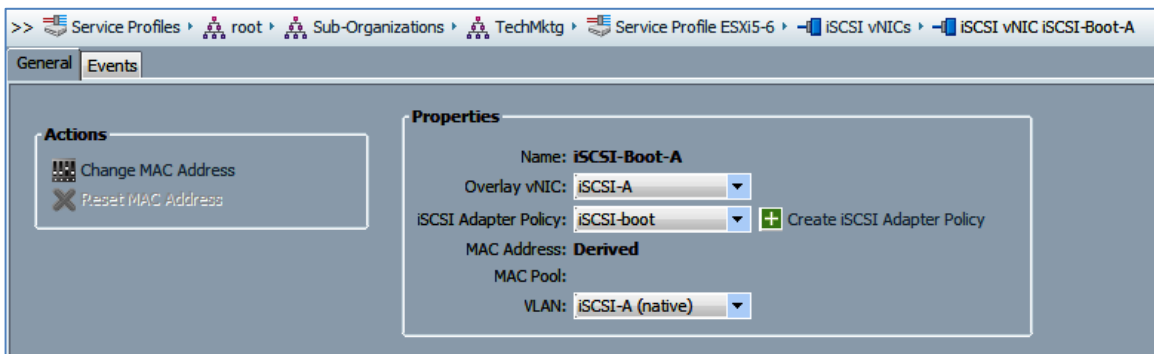 >> Service Profiles ▸ root ▸ Sub-Organizations ▸ TechMktg ▸ Service Profile ESXi5-6 ▸ iSCSI vNICs ▸ iSCSI vNIC iSCSI-Boot-A
General Events
Actions
Change MAC Address
Reset MAC Address
Properties
Name: iSCSI-Boot-A
Overlay vNIC: iSCSI-A
iSCSI Adapter Policy: iSCSI-boot Create iSCSI Adapter Policy
MAC Address: Derived
MAC Pool:
VLAN: iSCSI-A (native)